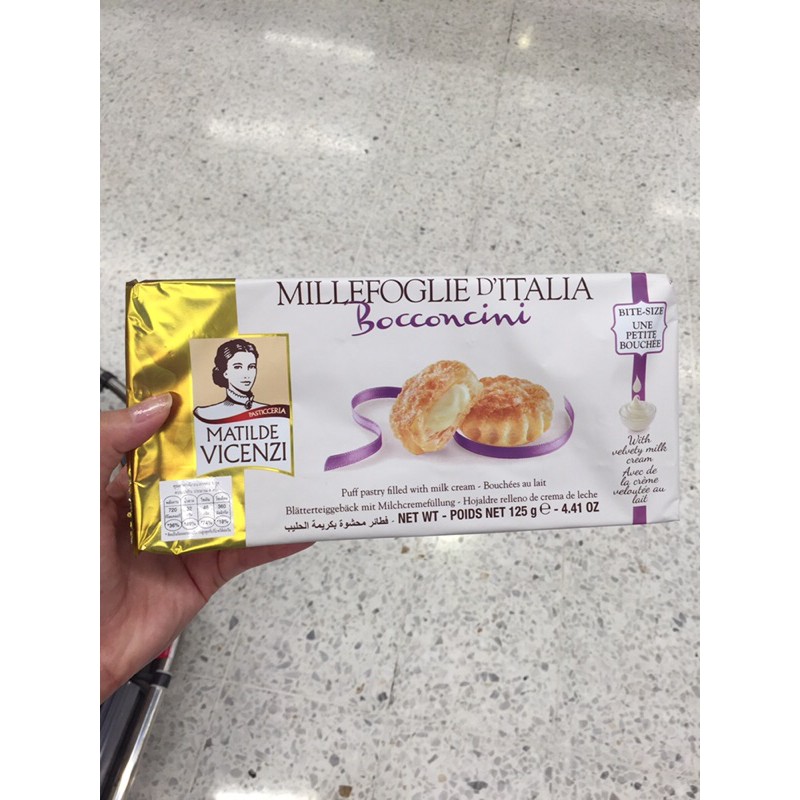 MILLEFOGLIE D'ITALIA
Bocconcini
BITE-SIZE
UNE
PETITE
BOUCHÉE
PASTICCERIA
MATILDE
VICENZI
With
velvety milk
cream
Avec de
la crème
veloutée au
lait
Puff pastry filled with milk cream - Bouchées au lait
Blätterteiggebäck mit Milchcremefüllung - Hojaldre relleno de crema de leche
فطائر محشوة بكريمة الحليب - NET WT - POIDS NET 125 g ℮ - 4.41 OZ
720
360